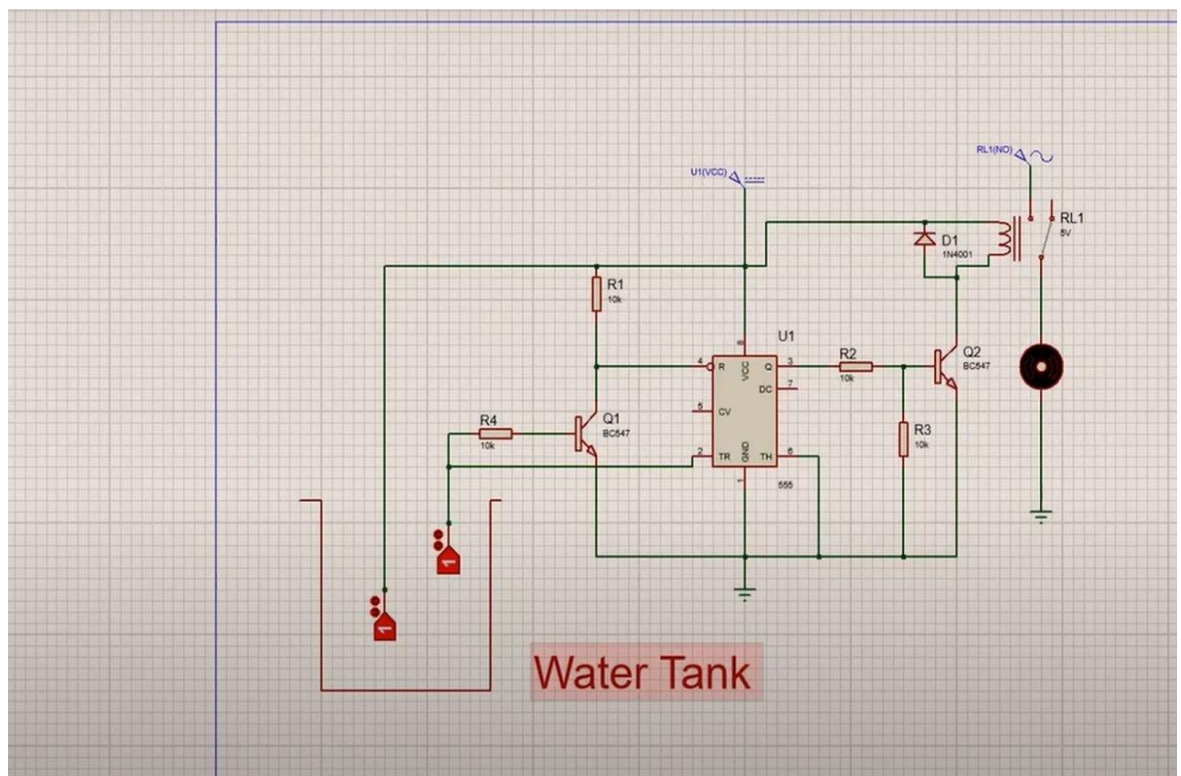 RL1(NO)
U1(VCC)
RL1
5V
D1
1N4001
R1
10k
U1
8
4
R
VCC
Q
3
R2
10k
Q2
BC547
DC
7
R4
10k
Q1
BC547
5
CV
R3
10k
2
TR
GND
TH
6
1
555
1
1
Water Tank